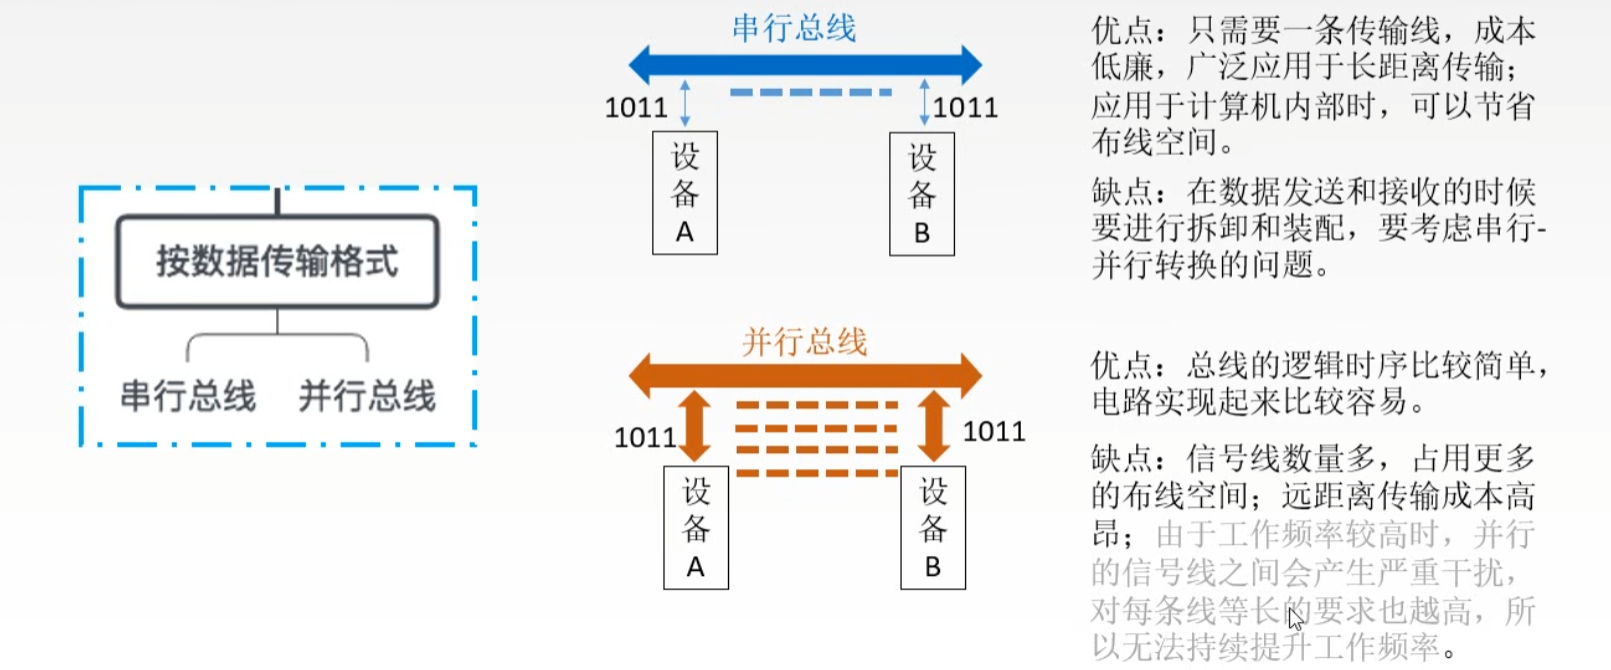 按数据传输格式
串行总线 并行总线
串行总线
1011
1011
设
备
A
设
备
B
优点：只需要一条传输线，成本
低廉，广泛应用于长距离传输；
应用于计算机内部时，可以节省
布线空间。
缺点：在数据发送和接收的时候
要进行拆卸和装配，要考虑串行-
并行转换的问题。
并行总线
1011
1011
设
备
A
设
备
B
优点：总线的逻辑时序比较简单，
电路实现起来比较容易。
缺点：信号线数量多，占用更多
的布线空间；远距离传输成本高
昂；由于工作频率较高时，并行
的信号线之间会产生严重干扰，
对每条线等长的要求也越高，所
以无法持续提升工作频率。